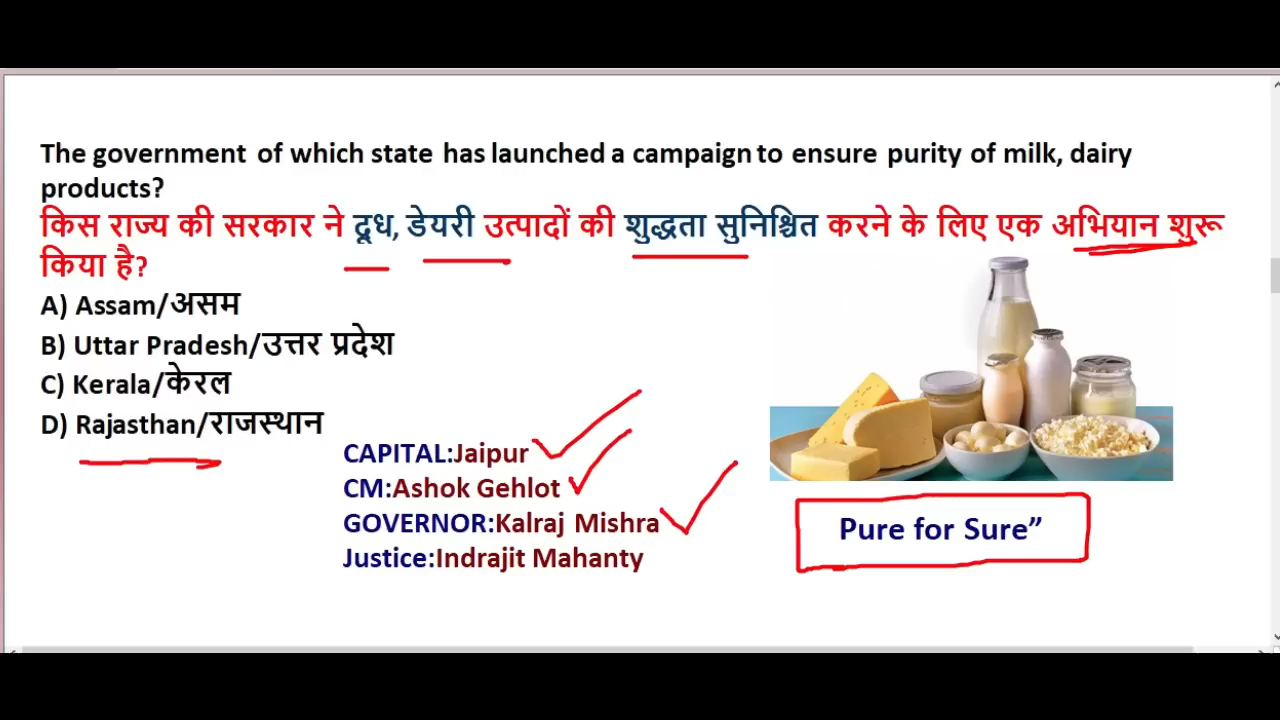 The government of which state has launched a campaign to ensure purity of milk, dairy
products?
किस राज्य की सरकार ने दूध, डेयरी उत्पादों की शुद्धता सुनिश्चित करने के लिए एक अभियान शुरू
किया है?
A) Assam/असम
B) Uttar Pradesh/उत्तर प्रदेश
C) Kerala/केरल
D) Rajasthan/राजस्थान
CAPITAL:Jaipur
CM:Ashok Gehlot
GOVERNOR:Kalraj Mishra
Justice:Indrajit Mahanty
Pure for Sure”